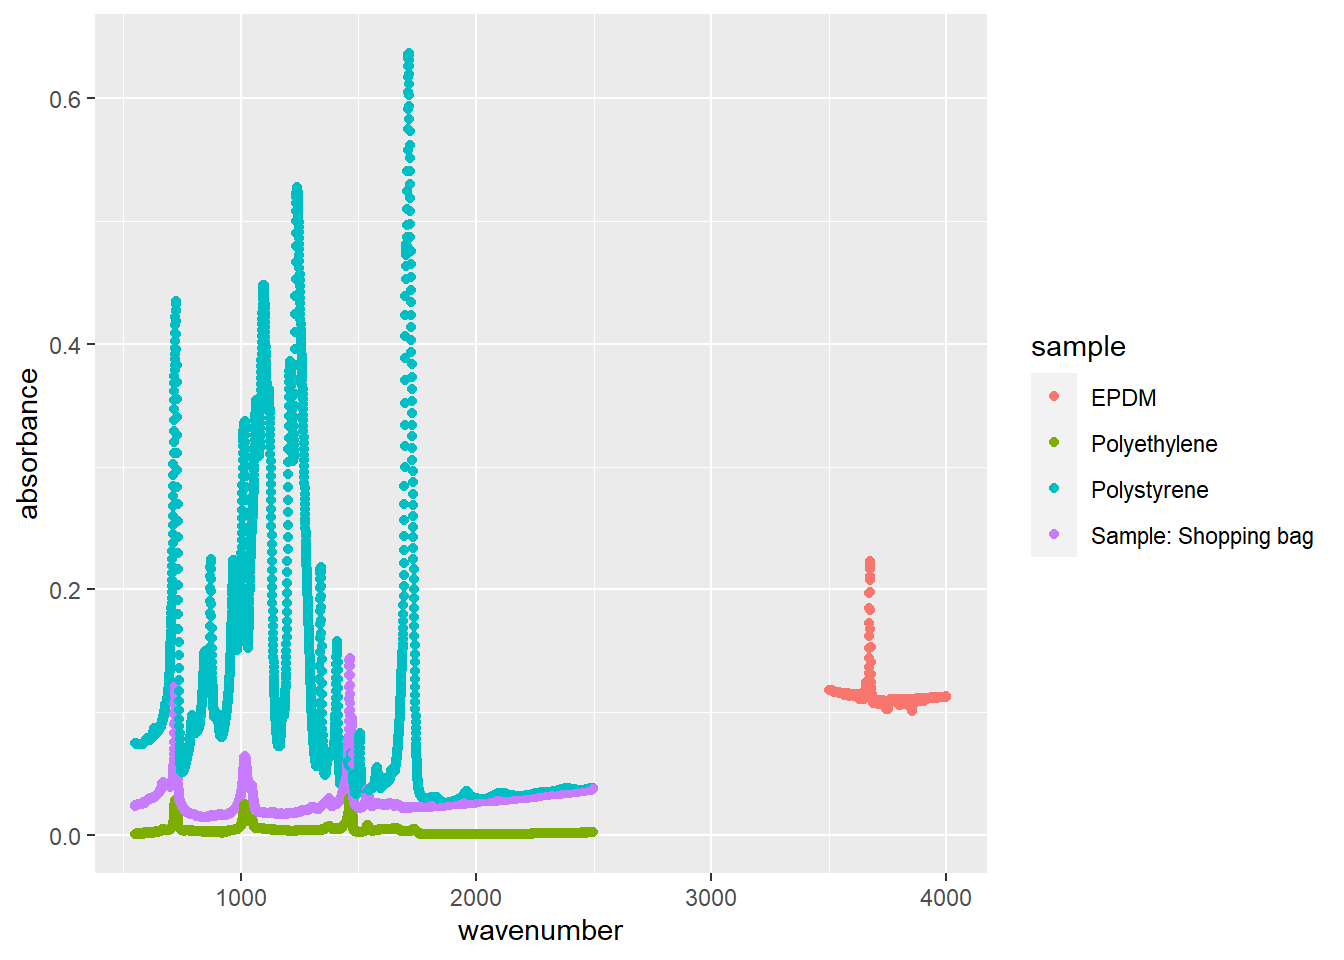 0.6
0.4
0.2
0.0
absorbance
1000
2000
3000
4000
wavenumber
sample
EPDM
Polyethylene
Polystyrene
Sample: Shopping bag